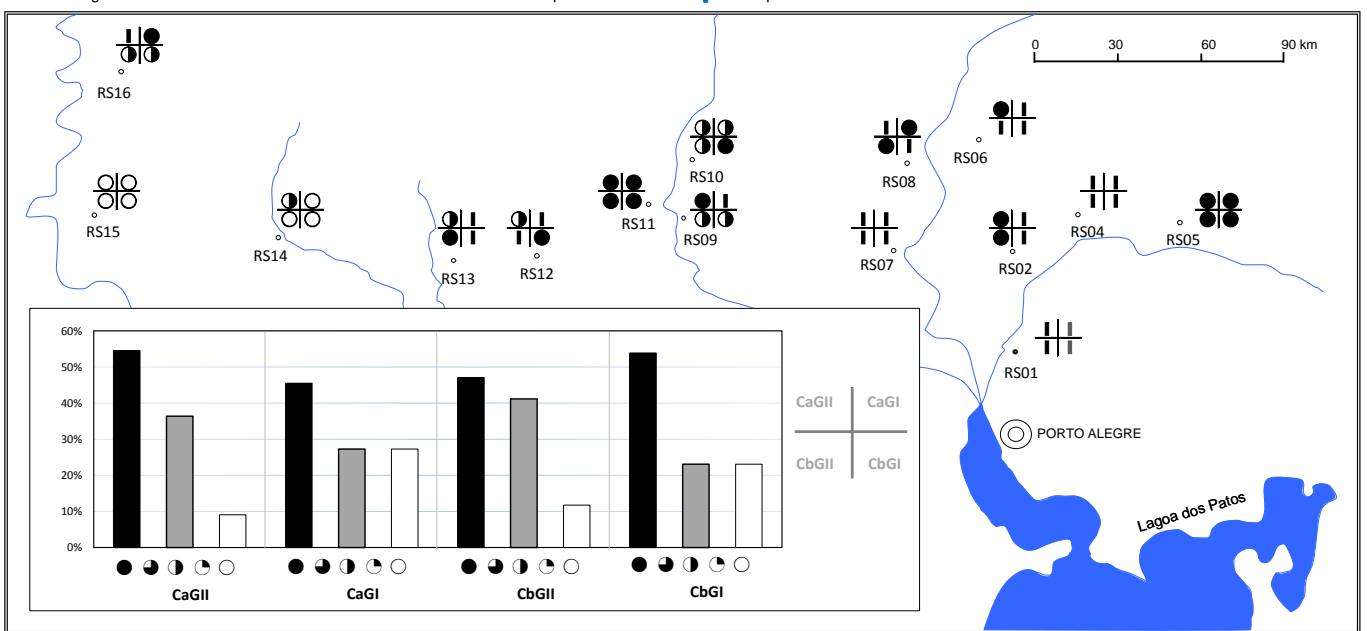 0 30 60 90 km
RS16
RS10
RS08
RS06
RS15
RS14
RS13
RS12
RS11
RS09
RS07
RS02
RS04
RS05
RS01
60%
50%
40%
30%
20%
10%
0%
CaGII CaGI CbGII CbGI
CaGII CaGI
CbGII CbGI
PORTO ALEGRE
Lagoa dos Patos